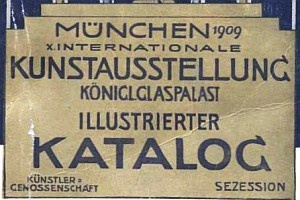 MÜNCHEN 1909
X. INTERNATIONALE
KUNSTAUSSTELLUNG
KÖNIGL. GLASPALAST
ILLUSTRIERTER
KATALOG
KÜNSTLER=
GENOSSENSCHAFT
SEZESSION